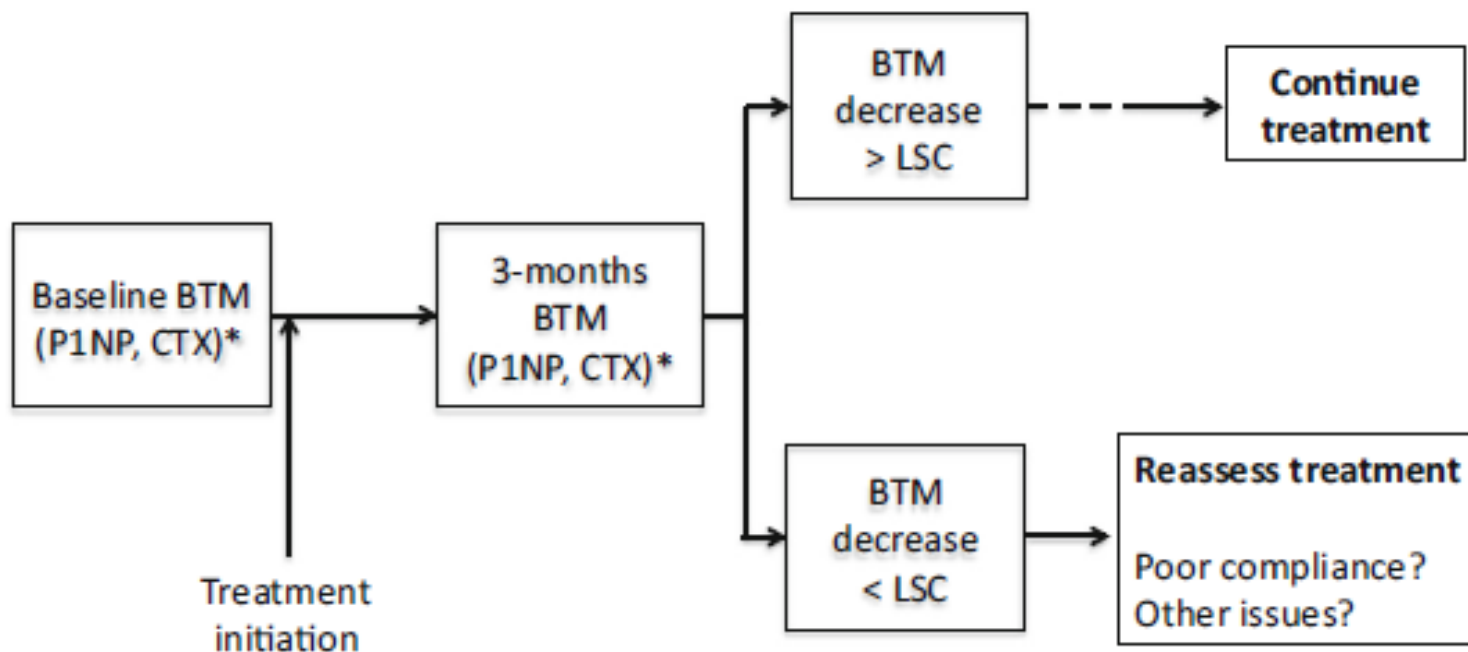 Baseline BTM
(P1NP, CTX)*
Treatment
initiation
3-months
BTM
(P1NP, CTX)*
BTM
decrease
> LSC
Continue
treatment
BTM
decrease
< LSC
Reassess treatment
Poor compliance?
Other issues?